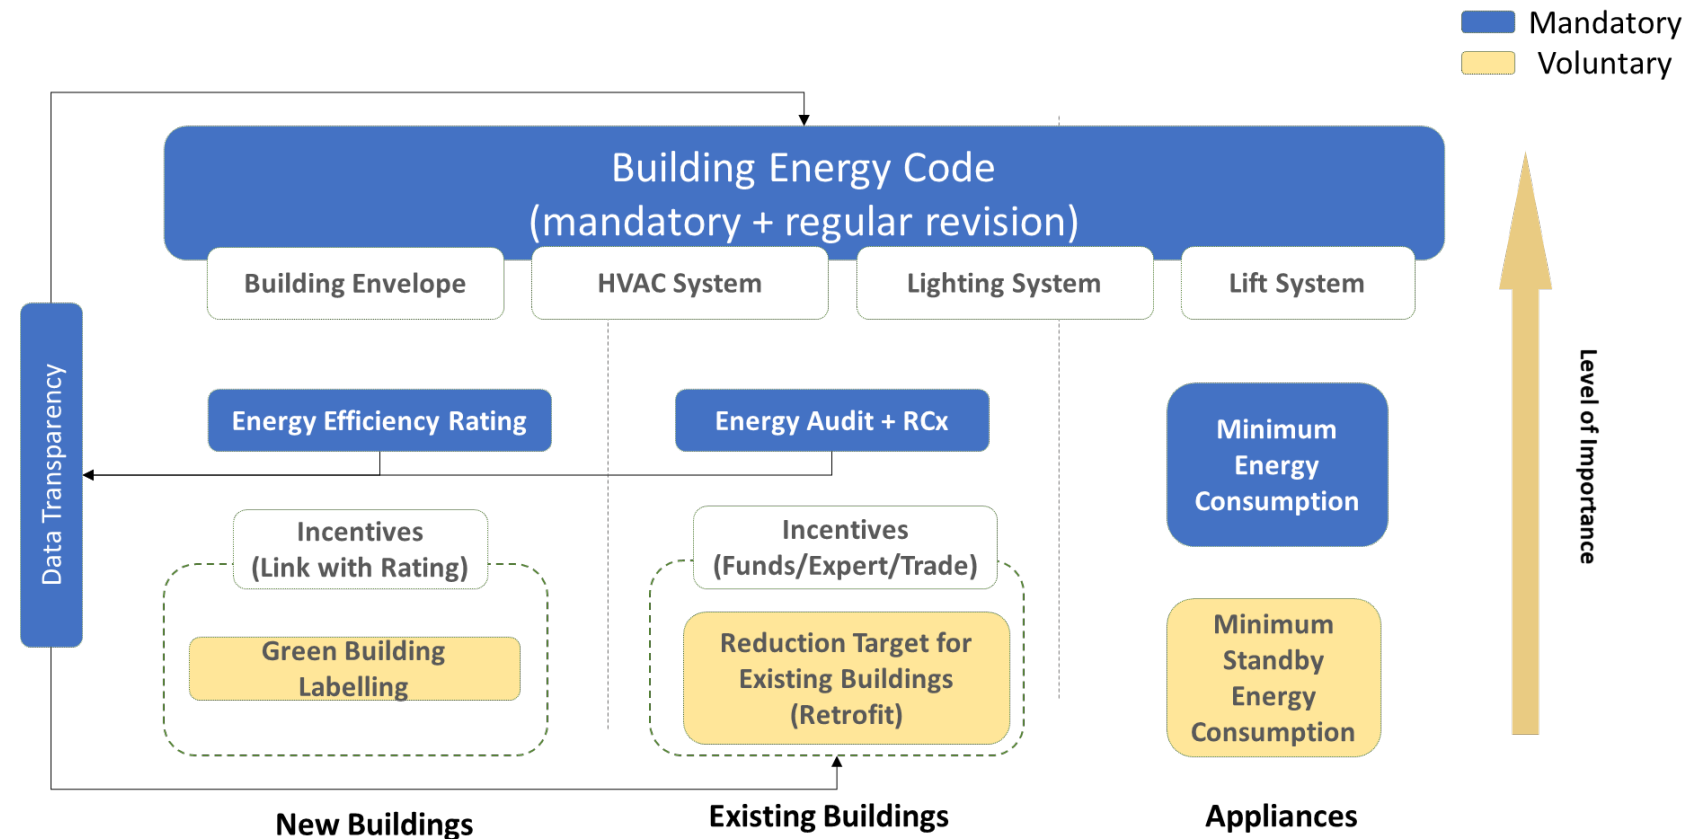 Mandatory
Voluntary
Building Energy Code
(mandatory + regular revision)
Building Envelope
HVAC System
Lighting System
Lift System
Data Transparency
Energy Efficiency Rating
Energy Audit + RCx
Minimum
Energy
Consumption
Level of Importance
Incentives
(Link with Rating)
Incentives
(Funds/Expert/Trade)
Green Building
Labelling
Reduction Target for
Existing Buildings
(Retrofit)
Minimum
Standby
Energy
Consumption
New Buildings
Existing Buildings
Appliances